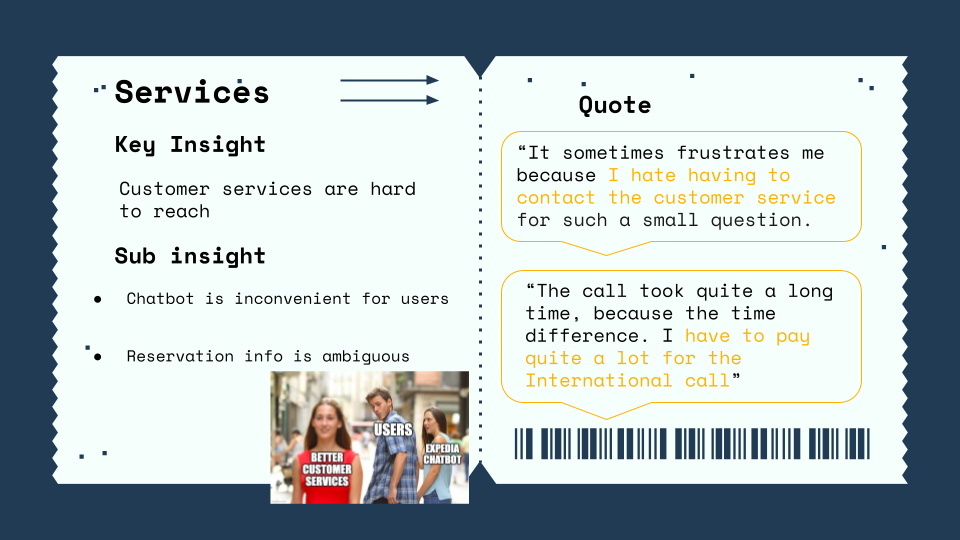 Services
Key Insight
Customer services are hard
to reach
Sub insight
● Chatbot is inconvenient for users
● Reservation info is ambiguous
BETTER
CUSTOMER
SERVICES
USERS
EXPEDIA
CHATBOT
Quote
“It sometimes frustrates me
because I hate having to
contact the customer service
for such a small question.
“The call took quite a long
time, because the time
difference. I have to pay
quite a lot for the
International call”